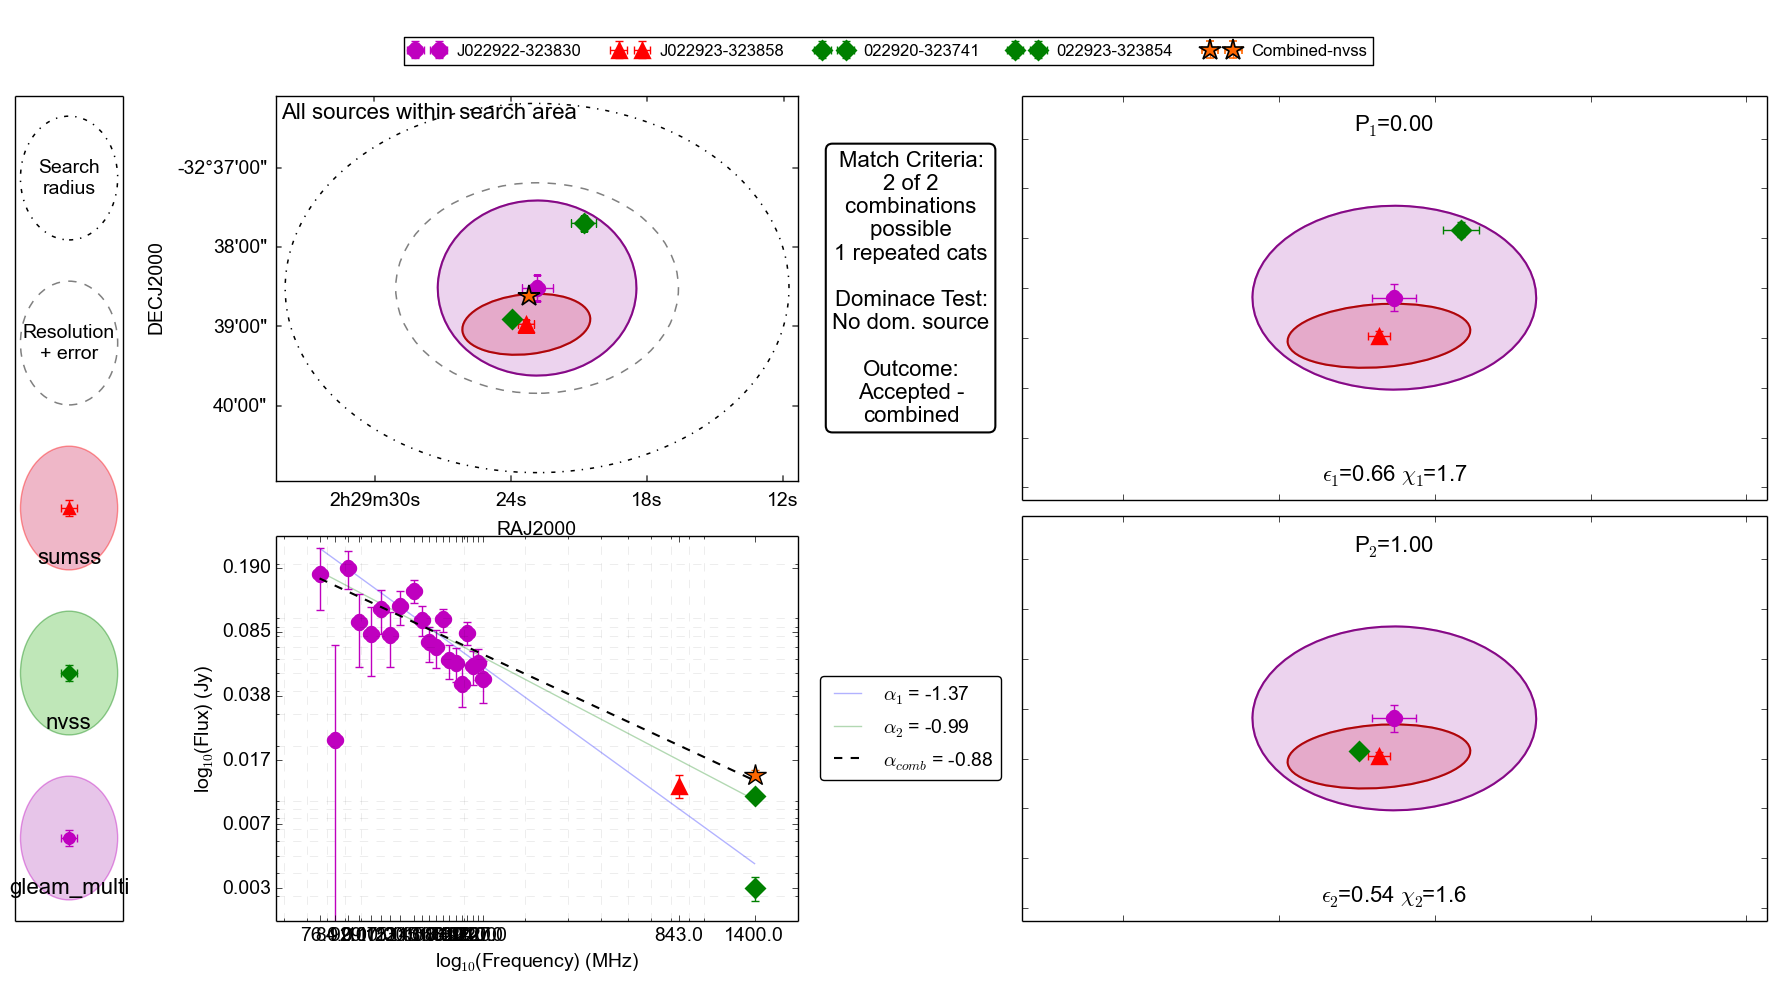 J022922-323830 J022923-323858 022920-323741 022923-323854 Combined-nvss
Search
radius
Resolution
+ error
sumss
nvss
gleam_multi
All sources within search area
DECJ2000
-32°37'00"
38'00"
39'00"
40'00"
2h29m30s 24s 18s 12s
RAJ2000
Match Criteria:
2 of 2
combinations
possible
1 repeated cats
Dominace Test:
No dom. source
Outcome:
Accepted -
combined
P1=0.00
ϵ1=0.66 χ1=1.7
P2=1.00
ϵ2=0.54 χ2=1.6
log10(Flux) (Jy)
0.190
0.085
0.038
0.017
0.007
0.003
843.0 1400.0
log10(Frequency) (MHz)
α1 = -1.37
α2 = -0.99
αcomb = -0.88